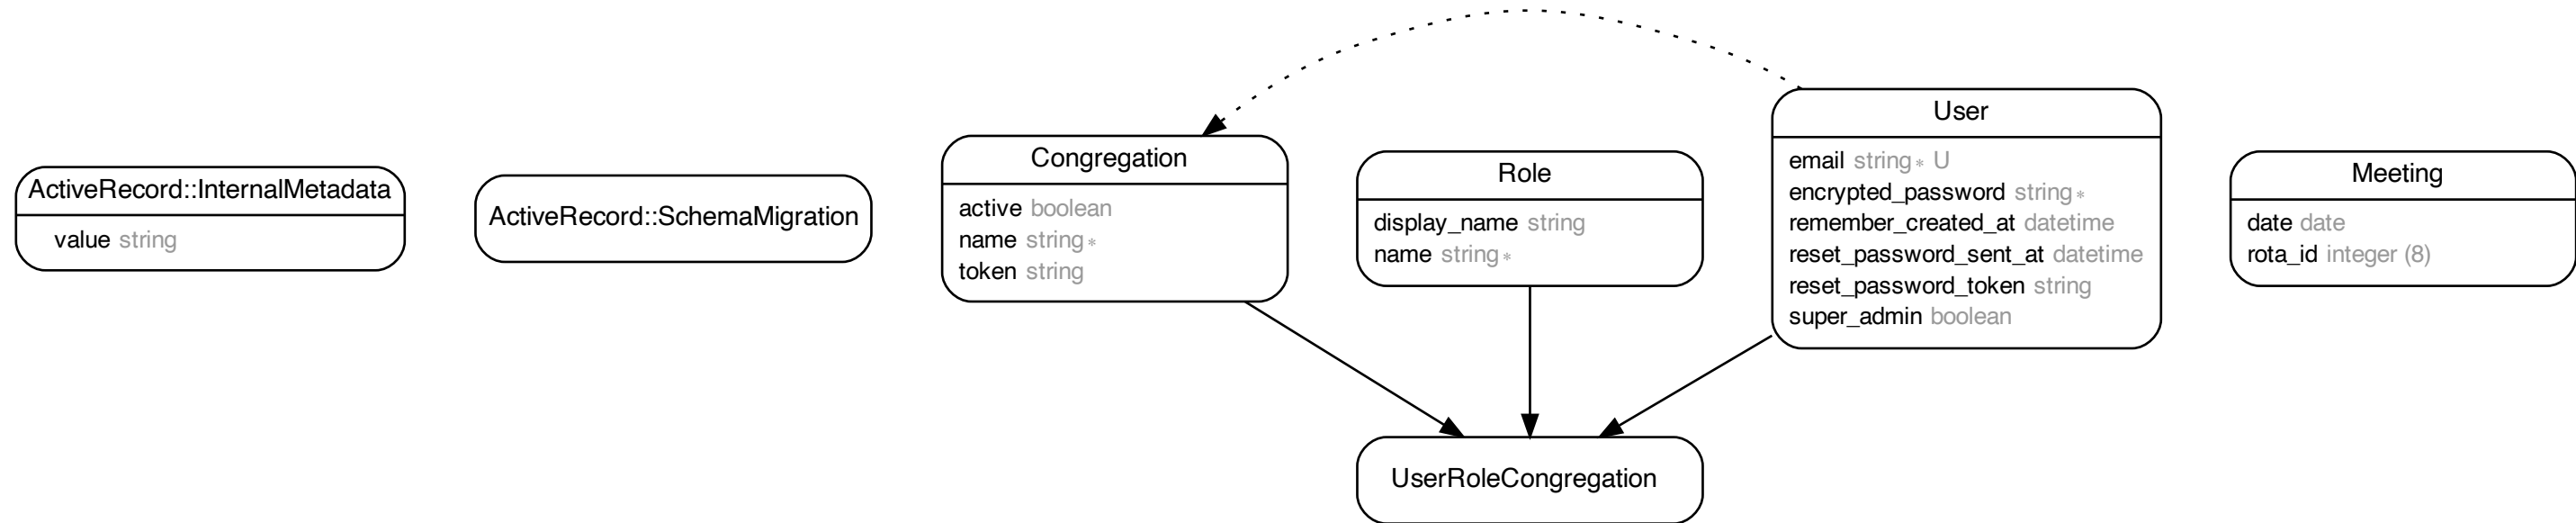 ActiveRecord::InternalMetadata
value string
ActiveRecord::SchemaMigration
Congregation
active boolean
name string *
token string
Role
display_name string
name string *
User
email string * U
encrypted_password string *
remember_created_at datetime
reset_password_sent_at datetime
reset_password_token string
super_admin boolean
Meeting
date date
rota_id integer (8)
UserRoleCongregation